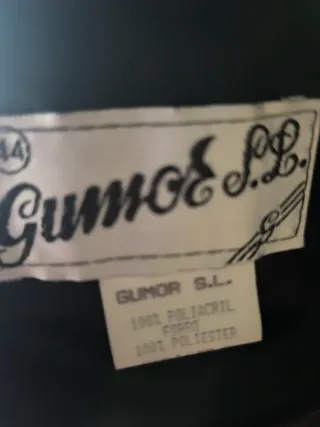 44
Gumor S.L.
GUMOR S.L.
100% POLIACRIL
FORRO
100% POLIESTER